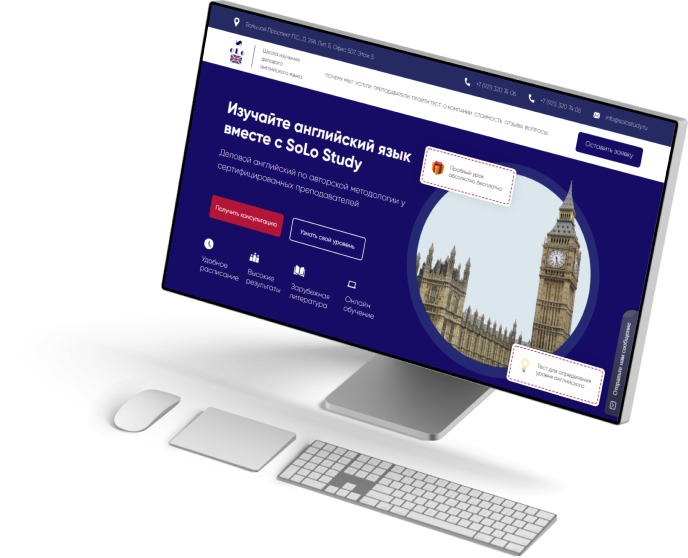 Большой Проспект П.С., Д. 29А Лит. Б, Офис 507, Этаж 5
+7 (921) 320 74 06
+7 (921) 320 74 06
info@solostudy.ru
Школа изучения
делового
английского языка
ПОЧЕМУ МЫ? УСЛУГИ ПРЕПОДАВАТЕЛИ ПРОЙТИ ТЕСТ О КОМПАНИИ СТОИМОСТЬ ОТЗЫВЫ ВОПРОСЫ
Оставить заявку
Изучайте английский язык
вместе с SoLo Study
Деловой английский по авторской методологии у
сертифицированных преподавателей
Получить консультацию
Узнать свой уровень
Удобное
расписание
Высокие
результаты
Зарубежная
литература
Онлайн
обучение
Пробный урок
абсолютно бесплатно
Тест для определения
уровня английского
Отправьте нам сообщение